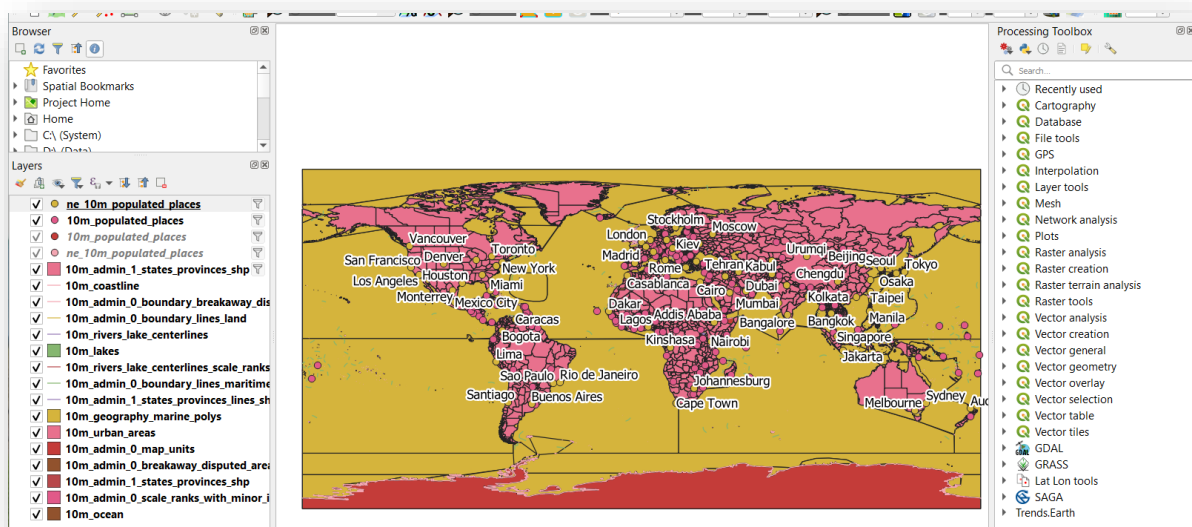 Browser
Favorites
Spatial Bookmarks
Project Home
Home
C:\ (System)
D:\ (Data)
Layers
ne_10m_populated_places
10m_populated_places
10m_populated_places
ne_10m_populated_places
10m_admin_1_states_provinces_shp
10m_coastline
10m_admin_0_boundary_breakaway_dis
10m_admin_0_boundary_lines_land
10m_rivers_lake_centerlines
10m_lakes
10m_rivers_lake_centerlines_scale_ranks
10m_admin_0_boundary_lines_maritime
10m_admin_1_states_provinces_lines_sh
10m_geography_marine_polys
10m_urban_areas
10m_admin_0_map_units
10m_admin_0_breakaway_disputed_area
10m_admin_1_states_provinces_shp
10m_admin_0_scale_ranks_with_minor_i
10m_ocean
Stockholm
Moscow
London
Vancouver
Kiev
Toronto
Urumqi
Madrid
Denver
Beijing
Seoul
San Francisco
Tokyo
Rome
Tehran
Kabul
New York
Chengdu
Houston
Los Angeles
Casablanca
Cairo
Dubai
Osaka
Miami
Monterrey
Mexico City
Dakar
Mumbai
Kolkata
Taipei
Caracas
Lagos
Addis Ababa
Bangalore
Bangkok
Manila
Bogota
Kinshasa
Nairobi
Singapore
Lima
Jakarta
Sao Paulo
Rio de Janeiro
Johannesburg
Santiago
Buenos Aires
Cape Town
Melbourne
Sydney
Auc
Processing Toolbox
Search...
Recently used
Cartography
Database
File tools
GPS
Interpolation
Layer tools
Mesh
Network analysis
Plots
Raster analysis
Raster creation
Raster terrain analysis
Raster tools
Vector analysis
Vector creation
Vector general
Vector geometry
Vector overlay
Vector selection
Vector table
Vector tiles
GDAL
GRASS
Lat Lon tools
SAGA
Trends.Earth